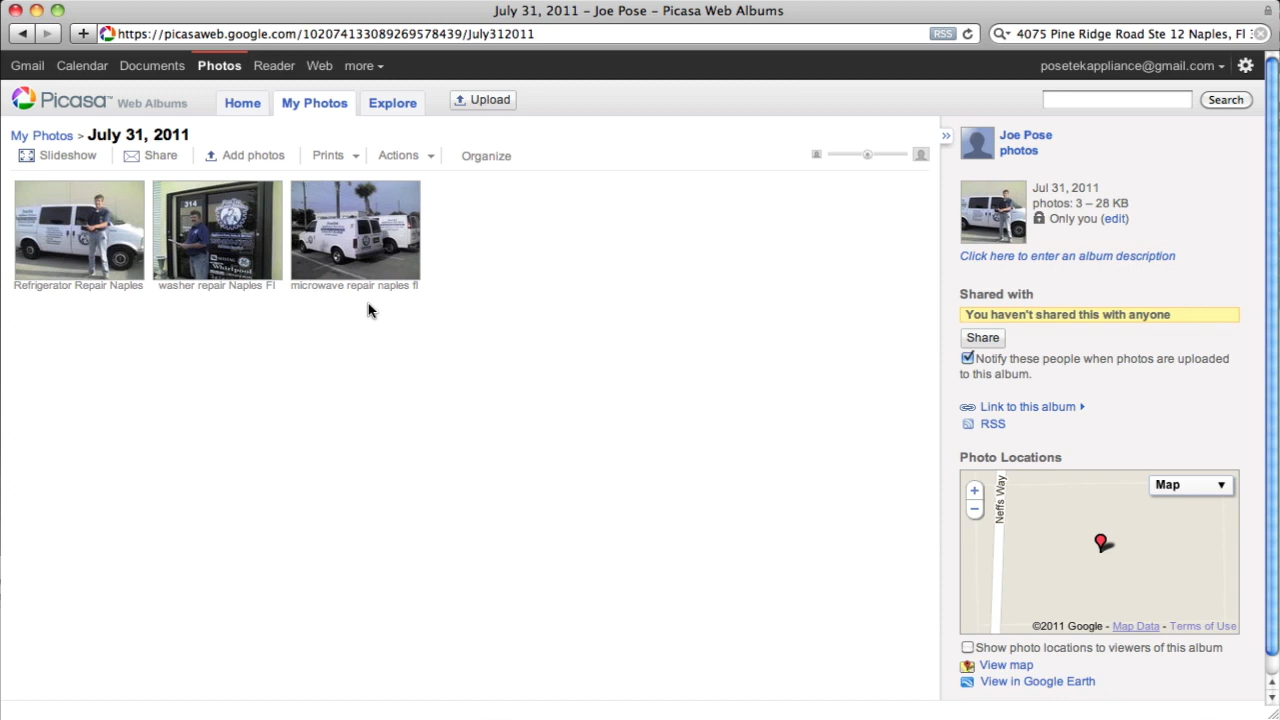 July 31, 2011 – Joe Pose – Picasa Web Albums
https://picasaweb.google.com/102074133089269578439/July312011
RSS
4075 Pine Ridge Road Ste 12 Naples, Fl
Gmail Calendar Documents Photos Reader Web more
posetekappliance@gmail.com
Picasa™ Web Albums
Home My Photos Explore Upload
Search
My Photos > July 31, 2011
Slideshow Share Add photos Prints Actions Organize
314
Whirlpool
Refrigerator Repair Naples
washer repair Naples Fl
microwave repair naples fl
»
Joe Pose
photos
Jul 31, 2011
photos: 3 – 28 KB
Only you (edit)
Click here to enter an album description
Shared with
You haven't shared this with anyone
Share
Notify these people when photos are uploaded
to this album.
Link to this album
RSS
Photo Locations
Neffs Way
Map
©2011 Google - Map Data - Terms of Use
Show photo locations to viewers of this album
View map
View in Google Earth